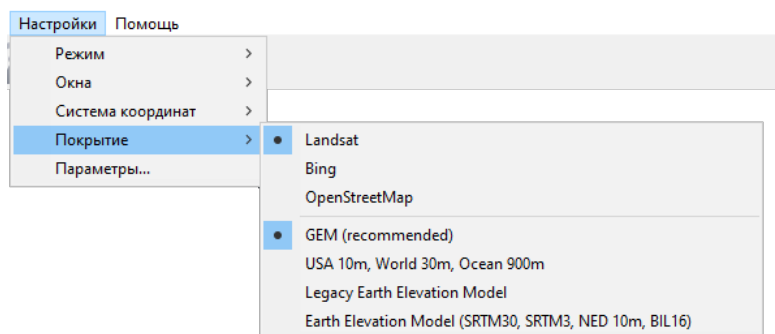 Настройки Помощь
Режим
Окна
Система координат
Покрытие
Параметры...
Landsat
Bing
OpenStreetMap
GEM (recommended)
USA 10m, World 30m, Ocean 900m
Legacy Earth Elevation Model
Earth Elevation Model (SRTM30, SRTM3, NED 10m, BIL16)